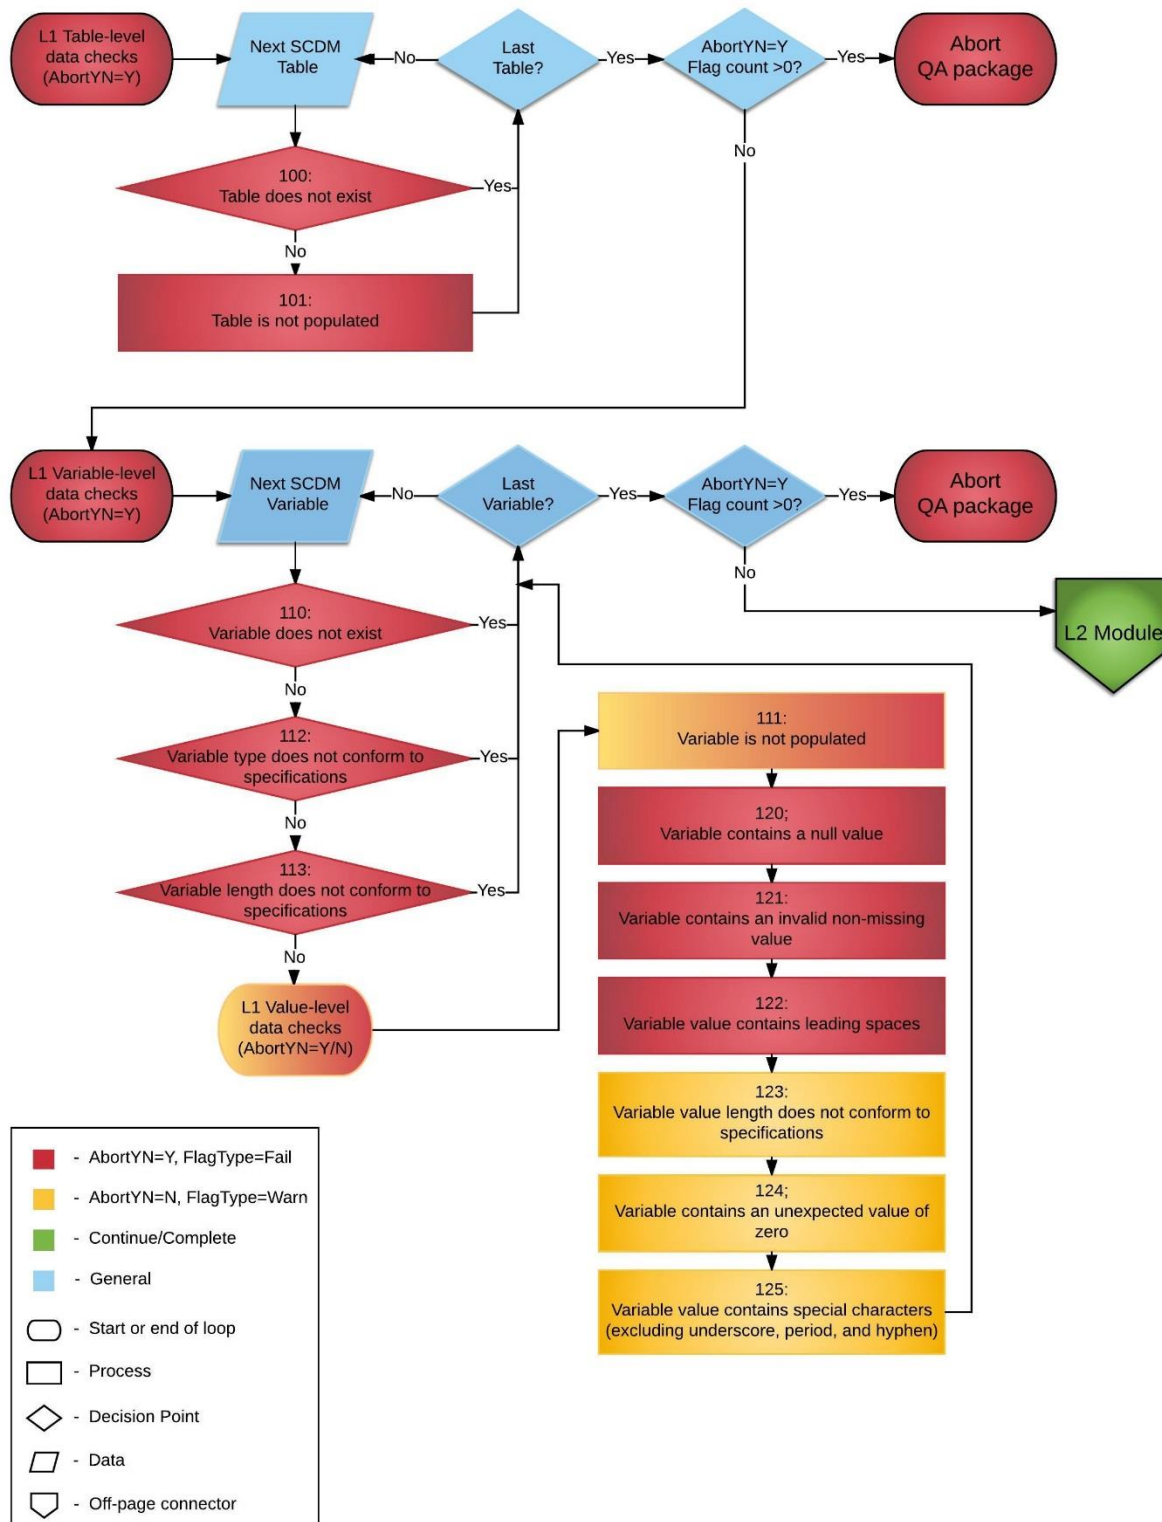 L1 Table-level
data checks
(AbortYN=Y)
Next SCDM
Table
No
Last
Table?
Yes
AbortYN=Y
Flag count >0?
Yes
Abort
QA package
No
100:
Table does not exist
Yes
No
101:
Table is not populated
L1 Variable-level
data checks
(AbortYN=Y)
Next SCDM
Variable
No
Last
Variable?
Yes
AbortYN=Y
Flag count >0?
Yes
Abort
QA package
No
L2 Module
110:
Variable does not exist
Yes
No
112:
Variable type does not conform to
specifications
Yes
No
113:
Variable length does not conform to
specifications
Yes
No
L1 Value-level
data checks
(AbortYN=Y/N)
111:
Variable is not populated
120;
Variable contains a null value
121:
Variable contains an invalid non-missing
value
122:
Variable value contains leading spaces
123:
Variable value length does not conform to
specifications
124;
Variable contains an unexpected value of
zero
125:
Variable value contains special characters
(excluding underscore, period, and hyphen)
- AbortYN=Y, FlagType=Fail
- AbortYN=N, FlagType=Warn
- Continue/Complete
- General
- Start or end of loop
- Process
- Decision Point
- Data
- Off-page connector